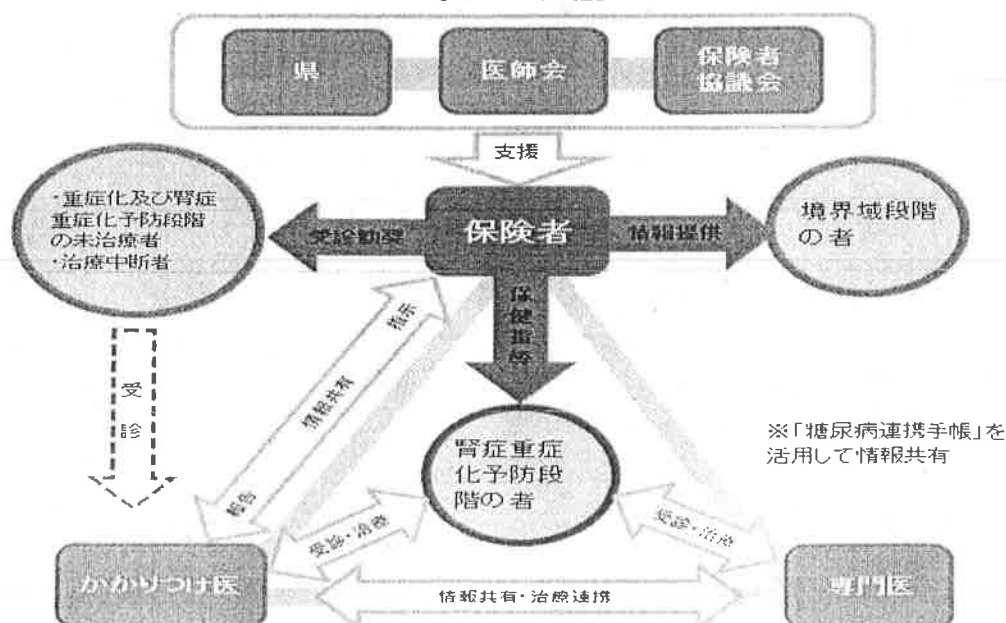 県
医師会
保険者
協議会
支援
・重症化及び腎症
重症化予防段階
の未治療者
・治療中断者
受診勧奨
保険者
情報提供
境界域段階
の者
保健指導
指示
情報共有
報告
受診
腎症重症
化予防段
階の者
※「糖尿病連携手帳」を
活用して情報共有
受診・治療
受診・治療
かかりつけ医
情報共有・治療連携
専門医